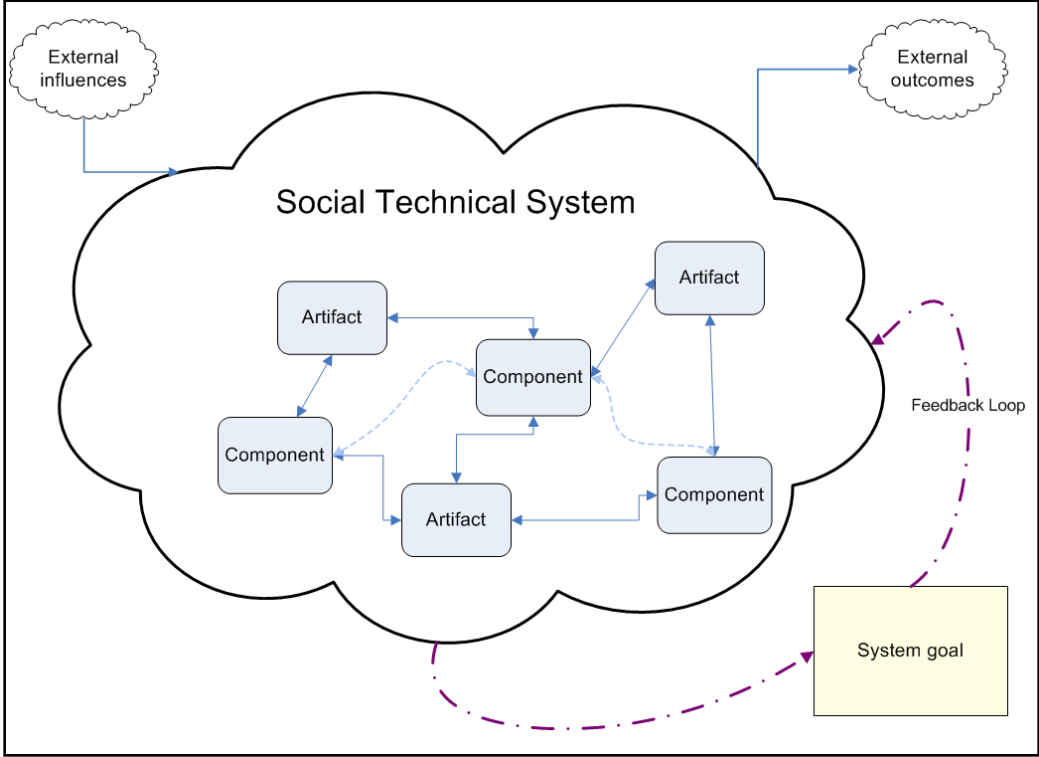 External
influences
External
outcomes
Social Technical System
Artifact
Artifact
Component
Component
Artifact
Component
Feedback Loop
System goal